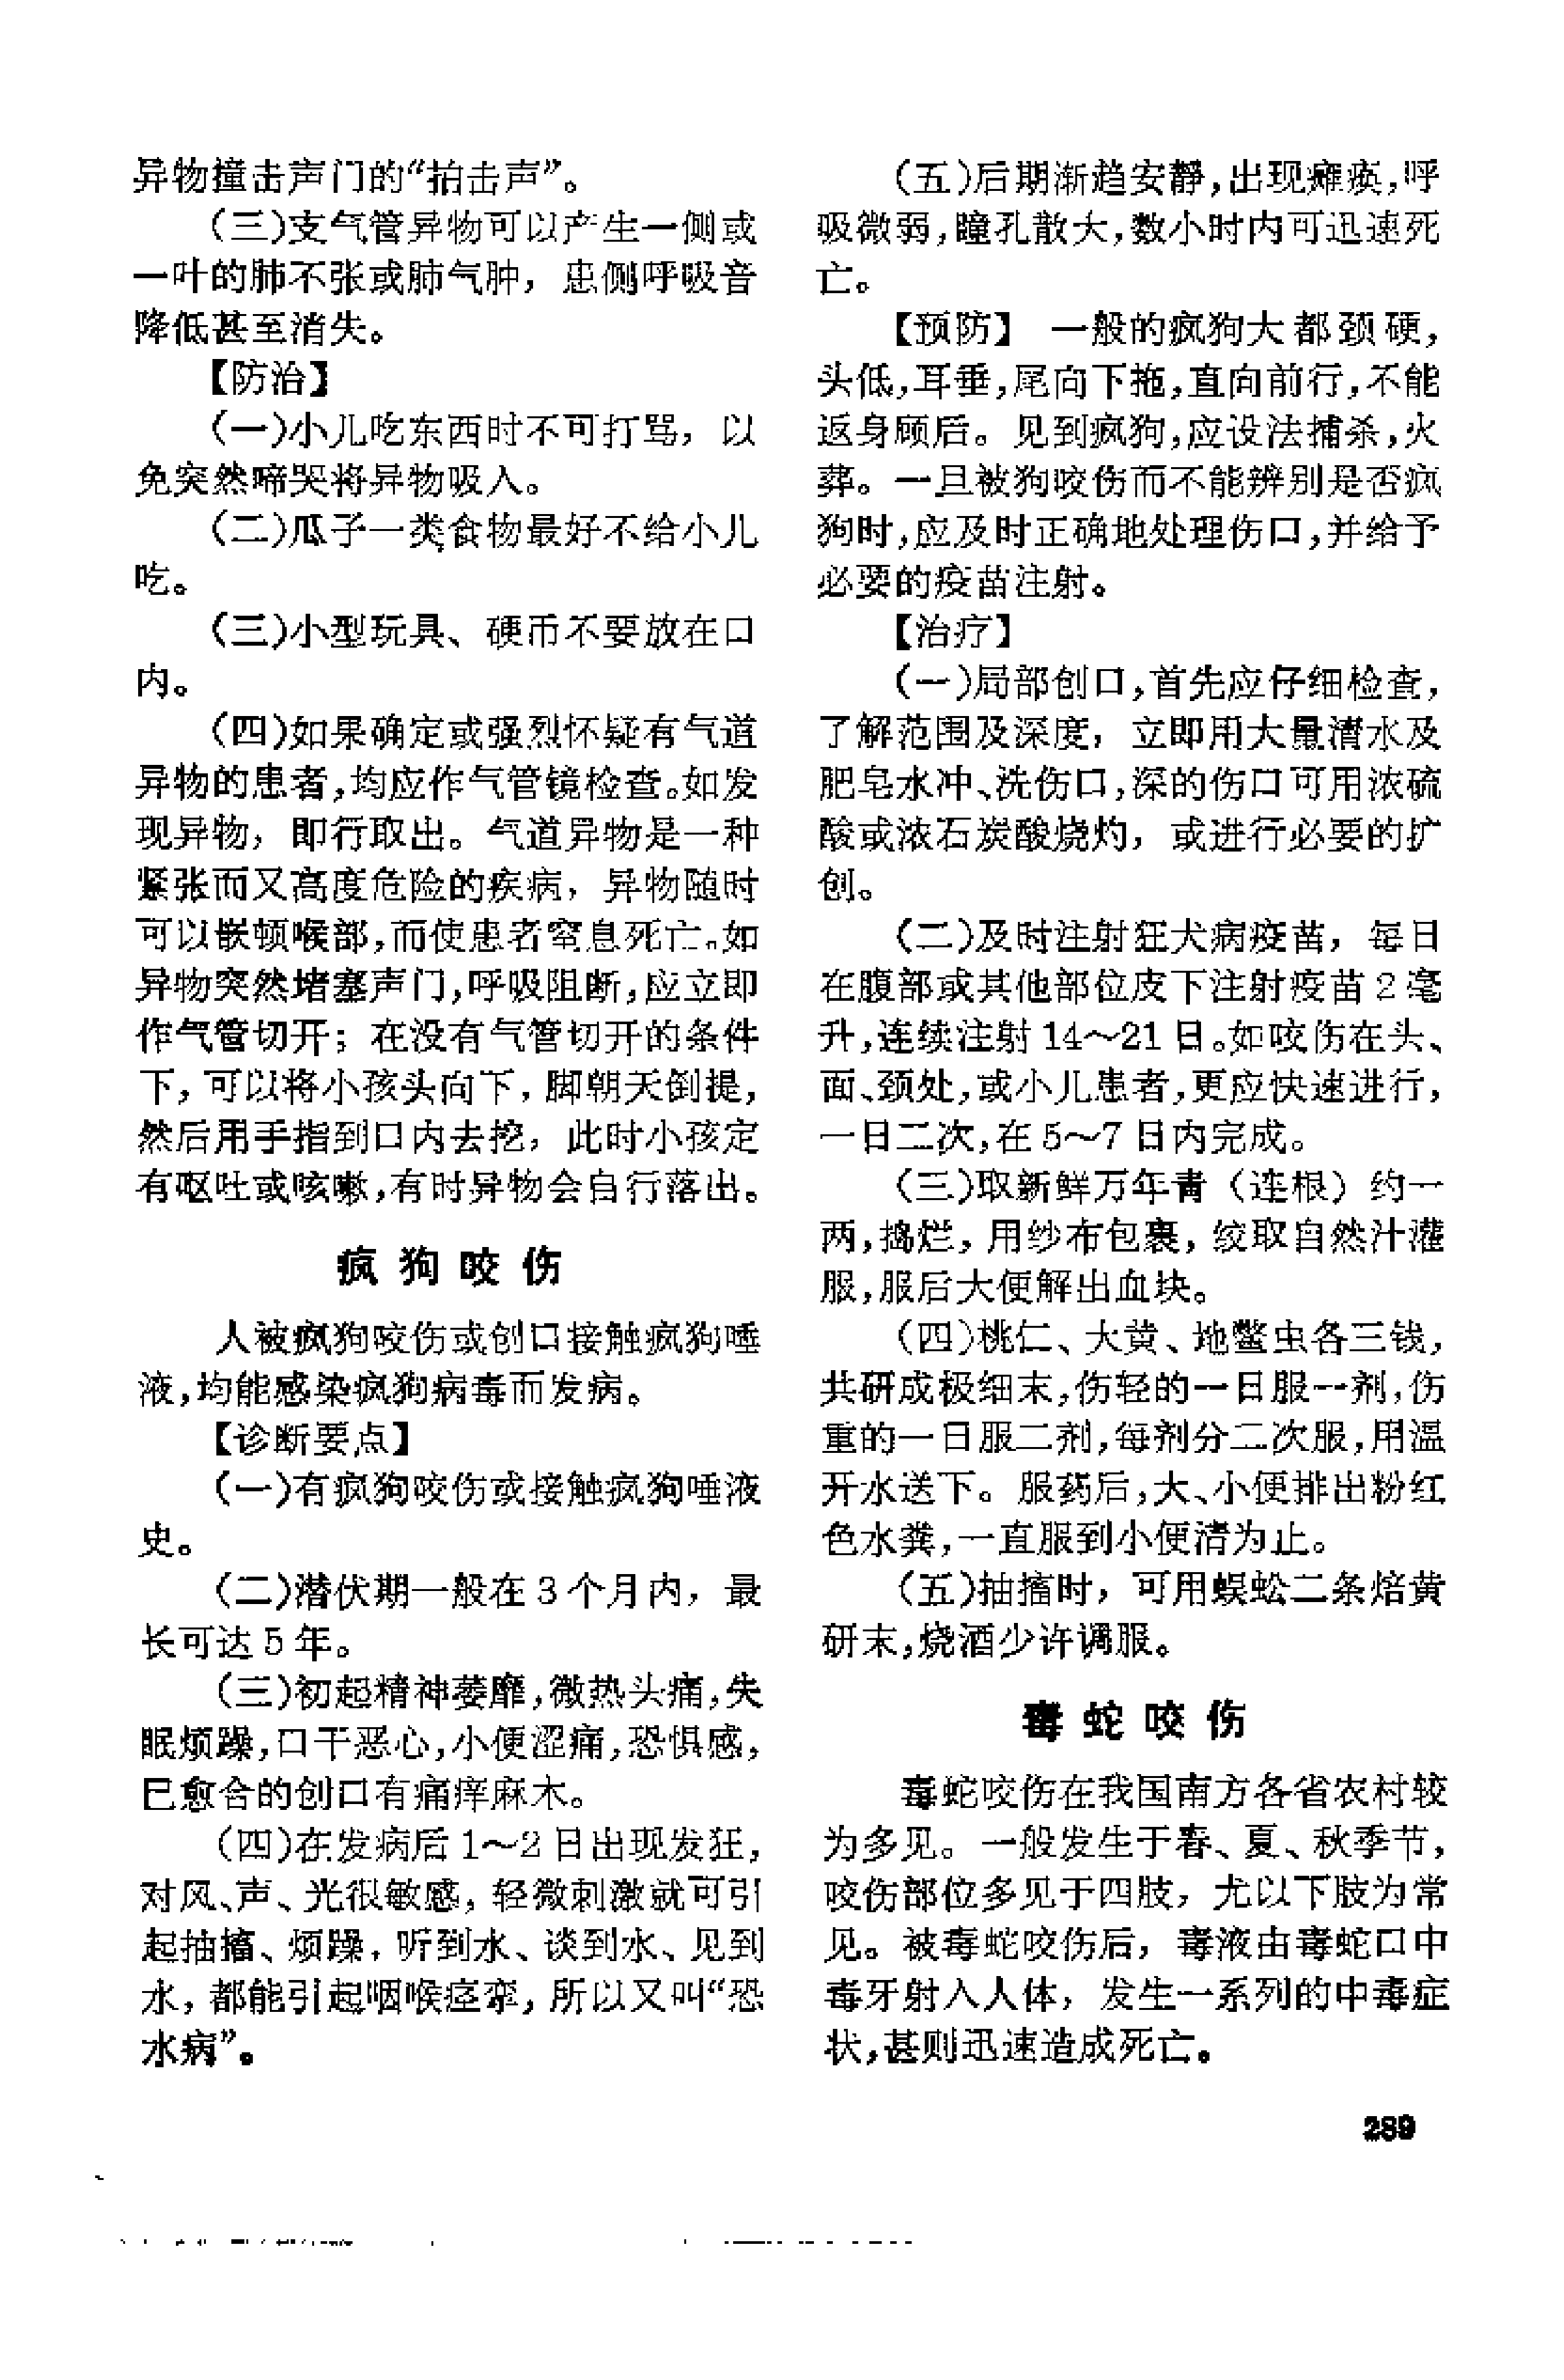 异物撞击声门的“拍击声”。
(三)支气管异物可以产生一侧或
一叶的肺不张或肺气肿，患侧呼吸音
降低甚至消失。
【防治】
(一)小儿吃东西时不可打骂，以
免突然啼哭将异物吸入。
(二)瓜子一类食物最好不给小儿
吃。
(三)小型玩具、硬币不要放在口
内。
(四)如果确定或强烈怀疑有气道
异物的患者,均应作气管镜检查。如发
现异物，即行取出。气道异物是一种
紧张而又高度危险的疾病，异物随时
可以嵌顿喉部,而使患者窒息死亡。如
异物突然堵塞声门,呼吸阻断,应立即
作气管切开；在没有气管切开的条件
下，可以将小孩头向下，脚朝天倒提，
然后用手指到口内去挖，此时小孩定
有呕吐或咳嗽,有时异物会自行落出。
疯狗咬伤
人被疯狗咬伤或创口接触疯狗唾
液,均能感染疯狗病毒而发病。
【诊断要点】
(一)有疯狗咬伤或接触疯狗唾液
史。
(二)潜伏期一般在3个月内，最
长可达5年。
(三)初起精神萎靡,微热头痛,失
眠烦躁,口干恶心,小便涩痛,恐惧感,
已愈合的创口有痛痒麻木。
(四)在发病后1～2日出现发狂,
对风、声、光很敏感，轻微刺激就可引
起抽搐、烦躁，听到水、谈到水、见到
水，都能引起咽喉痉挛，所以又叫“恐
水病”。
(五)后期渐趋安静,出现瘫痪,呼
吸微弱,瞳孔散大,数小时内可迅速死
亡。
【预防】 一般的疯狗大都颈硬,
头低,耳垂,尾向下拖,直向前行,不能
返身顾后。见到疯狗,应设法捕杀,火
葬。一旦被狗咬伤而不能辨别是否疯
狗时,应及时正确地处理伤口,并给予
必要的疫苗注射。
【治疗】
(一)局部创口,首先应仔细检查,
了解范围及深度，立即用大量清水及
肥皂水冲、洗伤口,深的伤口可用浓硫
酸或浓石炭酸烧灼，或进行必要的扩
创。
(二)及时注射狂犬病疫苗，每日
在腹部或其他部位皮下注射疫苗2毫
升,连续注射14～21日。如咬伤在头、
面、颈处,或小儿患者,更应快速进行,
一日二次,在5～7日内完成。
(三)取新鲜万年青（连根）约一
两,捣烂，用纱布包裹，绞取自然汁灌
服,服后大便解出血块。
(四)桃仁、大黄、地鳖虫各三钱,
共研成极细末,伤轻的一日服一剂,伤
重的一日服二剂,每剂分二次服,用温
开水送下。服药后,大、小便排出粉红
色水粪,一直服到小便清为止。
(五)抽搐时，可用蜈蚣二条焙黄
研末,烧酒少许调服。
毒蛇咬伤
毒蛇咬伤在我国南方各省农村较
为多见。一般发生于春、夏、秋季节,
咬伤部位多见于四肢，尤以下肢为常
见。被毒蛇咬伤后，毒液由毒蛇口中
毒牙射入人体，发生一系列的中毒症
状,甚则迅速造成死亡。
289